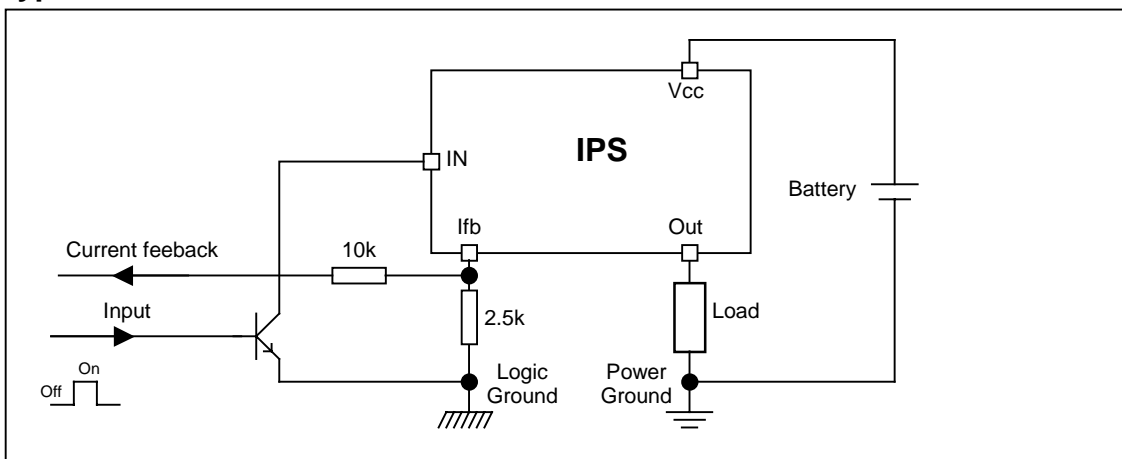 Vcc
IPS
IN
Battery
Ifb
Out
Current feeback
10k
Input
2.5k
Load
On
Off
Logic
Ground
Power
Ground